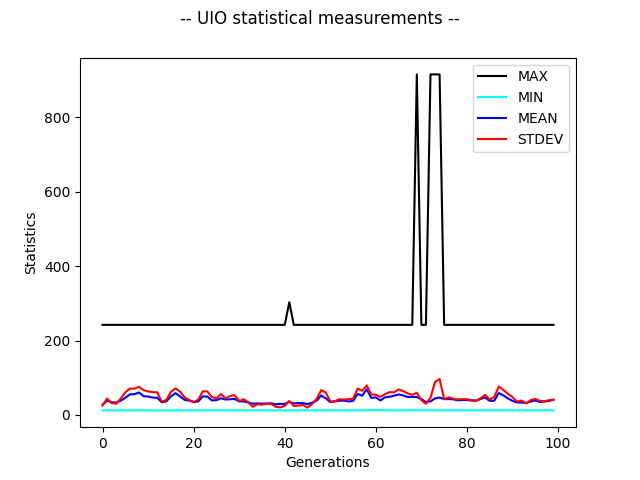 -- UIO statistical measurements --
MAX
MIN
MEAN
STDEV
800
600
400
200
0
Statistics
0 20 40 60 80 100
Generations